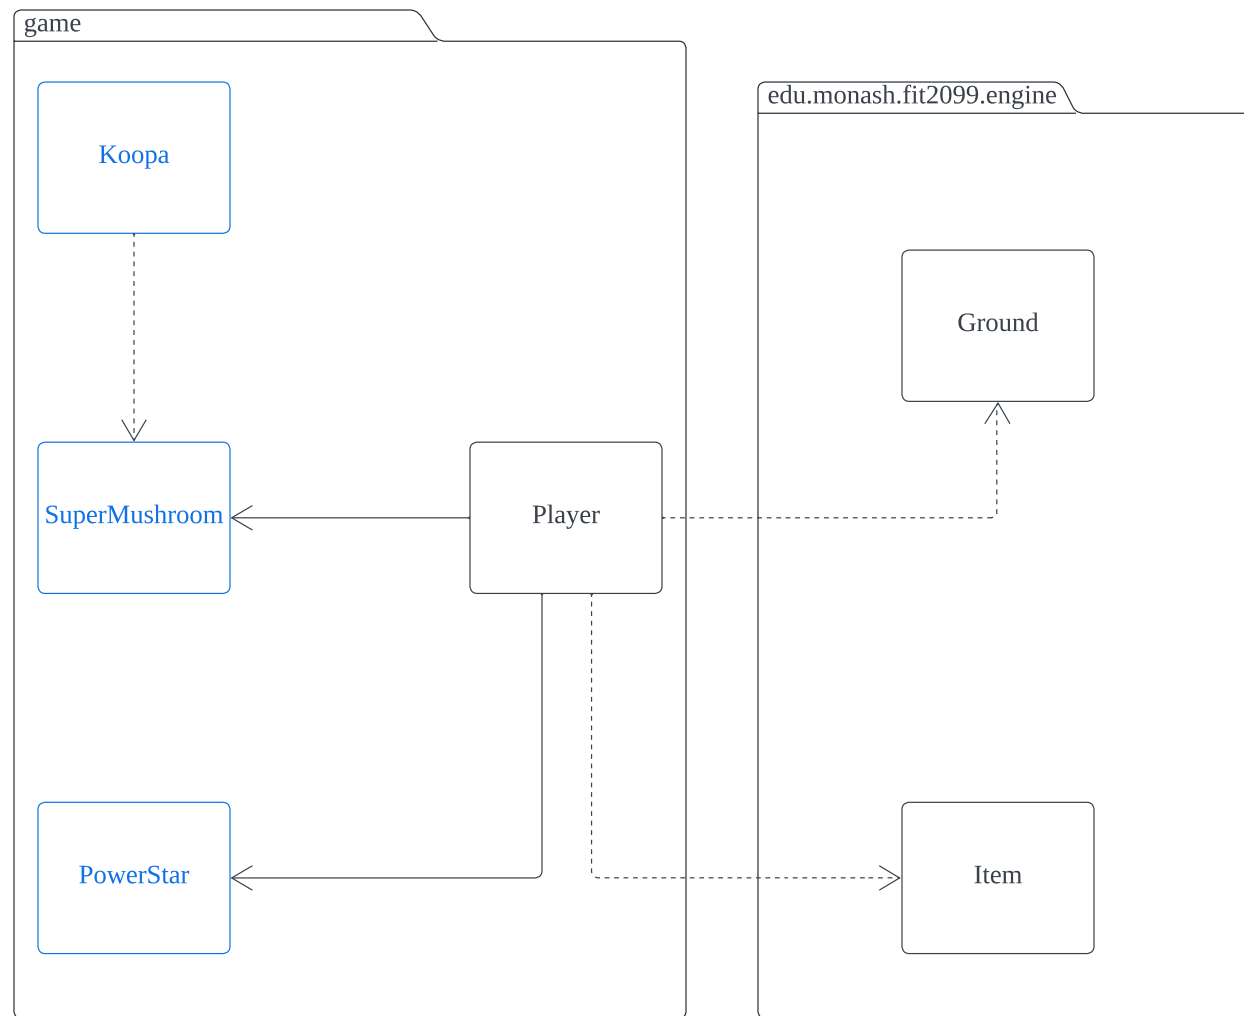 game
edu.monash.fit2099.engine
Koopa
Ground
SuperMushroom
Player
PowerStar
Item